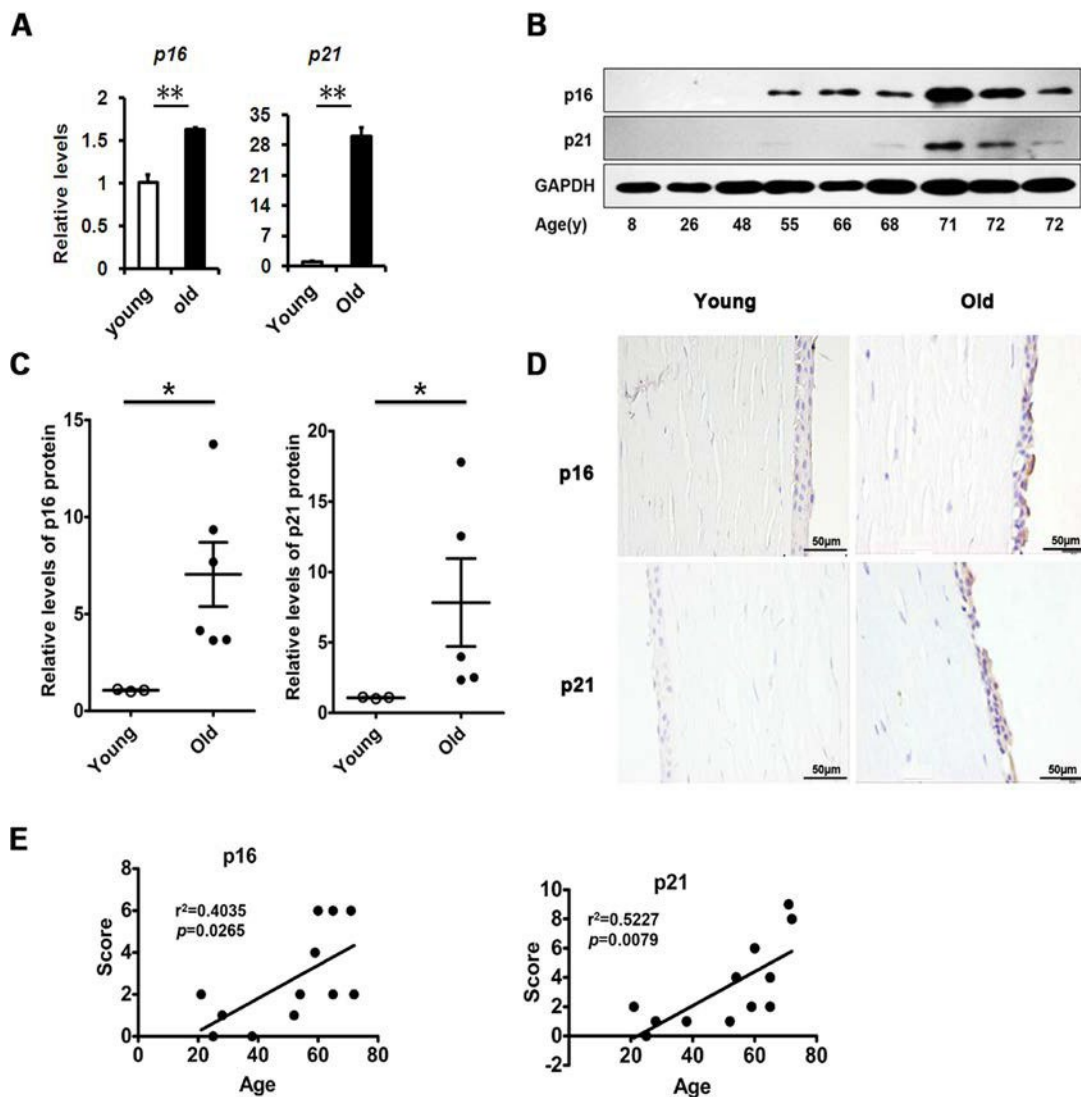 A
p16
**
Relative levels
2
1.5
1
0.5
0
young
old
p21
**
35
28
21
14
7
0
Young
Old
B
p16
p21
GAPDH
Age(y) 8 26 48 55 66 68 71 72 72
C
*
Relative levels of p16 protein
15
10
5
0
Young
Old
*
Relative levels of p21 protein
20
15
10
5
0
Young
Old
D
Young Old
p16
50μm
50μm
p21
50μm
50μm
E
p16
r²=0.4035
p=0.0265
Score
8
6
4
2
0
0 20 40 60 80
Age
p21
r²=0.5227
p=0.0079
Score
10
8
6
4
2
0
-2
20 40 60 80
Age